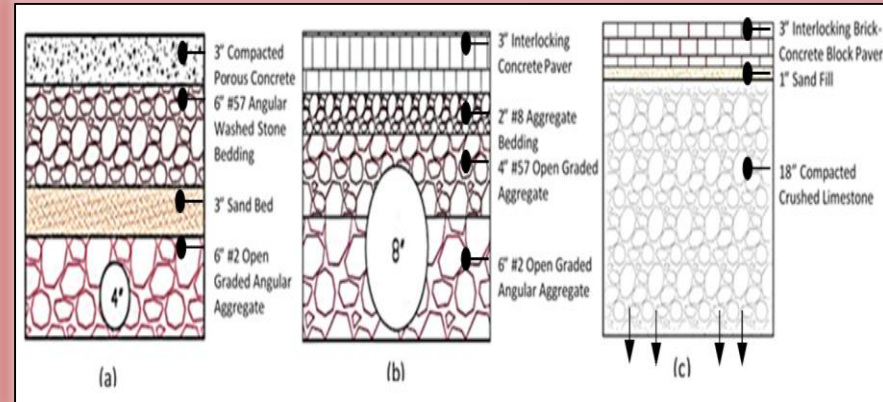 3” Compacted
Porous Concrete
6” #57 Angular
Washed Stone
Bedding
3” Sand Bed
6” #2 Open
Graded Angular
Aggregate
4”
(a)
3” Interlocking
Concrete Paver
2” #8 Aggregate
Bedding
4” #57 Open Graded
Aggregate
8”
6” #2 Open Graded
Angular Aggregate
(b)
3” Interlocking Brick-
Concrete Block Paver
1” Sand Fill
18” Compacted
Crushed Limestone
(c)